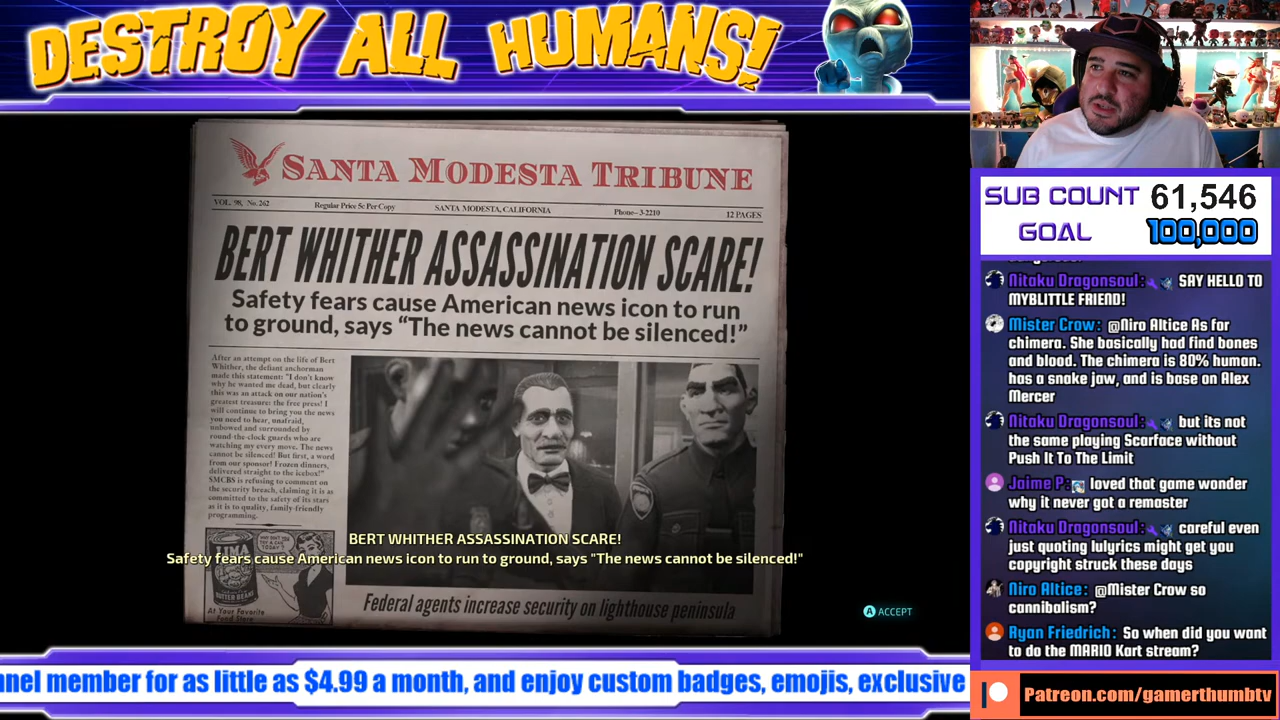 DESTROY ALL HUMANS!
SANTA MODESTA TRIBUNE
VOL. 98, No. 262 Regular Price 5c Per Copy SANTA MODESTA, CALIFORNIA Phone– 3-2210 12 PAGES
BERT WHITHER ASSASSINATION SCARE!
Safety fears cause American news icon to run
to ground, says “The news cannot be silenced!”
After an attempt on the life of Bert
Whither, the defiant anchorman
made this statement: "I don't know
why he wanted me dead, but clearly
this was an attack on our nation's
greatest treasure: the free press! I
will continue to bring you the news
you need to hear, unafraid,
unbowed and surrounded by
round-the-clock guards who are
watching my every move. The news
cannot be silenced! But first, a word
from our sponsor! Frozen dinners,
delivered straight to the icebox!"
SMCBS is refusing to comment on
the security breach, claiming it is as
committed to the safety of its stars
as it is to quality, family-friendly
programming.
LIMA
BUTTER BEANS
At Your Favorite
Food Store
BERT WHITHER ASSASSINATION SCARE!
Safety fears cause American news icon to run to ground, says "The news cannot be silenced!"
Federal agents increase security on lighthouse peninsula
A ACCEPT
nnel member for as little as $4.99 a month, and enjoy custom badges, emojis, exclusive
SUB COUNT 61,546
GOAL 100,000
Nitaku Dragonsoul: SAY HELLO TO
MYBLITTLE FRIEND!
Mister Crow: @Niro Altice As for
chimera. She basically had find bones
and blood. The chimera is 80% human.
has a snake jaw, and is base on Alex
Mercer
Nitaku Dragonsoul: but its not
the same playing Scarface without
Push It To The Limit
Jaime P: loved that game wonder
why it never got a remaster
Nitaku Dragonsoul: careful even
just quoting lulyrics might get you
copyright struck these days
Niro Altice: @Mister Crow so
cannibalism?
Ryan Friedrich: So when did you want
to do the MARIO Kart stream?
Patreon.com/gamerthumbtv